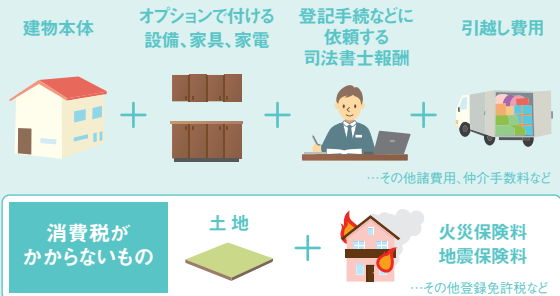 建物本体
オプションで付ける
設備、家具、家電
登記手続などに
依頼する
司法書士報酬
引越し費用
…その他諸費用、仲介手数料など
消費税が
かからないもの
土地
火災保険料
地震保険料
…その他登録免許税など